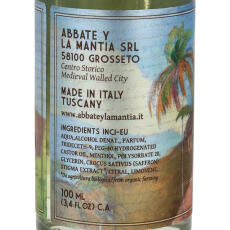 ABBATE Y
LA MANTIA SRL
58100 GROSSETO
Centro Storico
Medieval Walled City
MADE IN ITALY
TUSCANY
www.abbateylamantia.it
INGREDIENTS INCI-EU
AQUA, ALCOHOL DENAT., PARFUM,
TRIDECETH-9, PEG-40 HYDROGENATED
CASTOR OIL, MENTHOL, POLYSORBATE 20,
GLYCERIN, CROCUS SATIVUS (SAFFRON)
STIGMA EXTRACT*, CITRAL, LIMONENE.
agricoltura biologica/from organic farming
100 ML
(3,4 fl OZ) C.A.